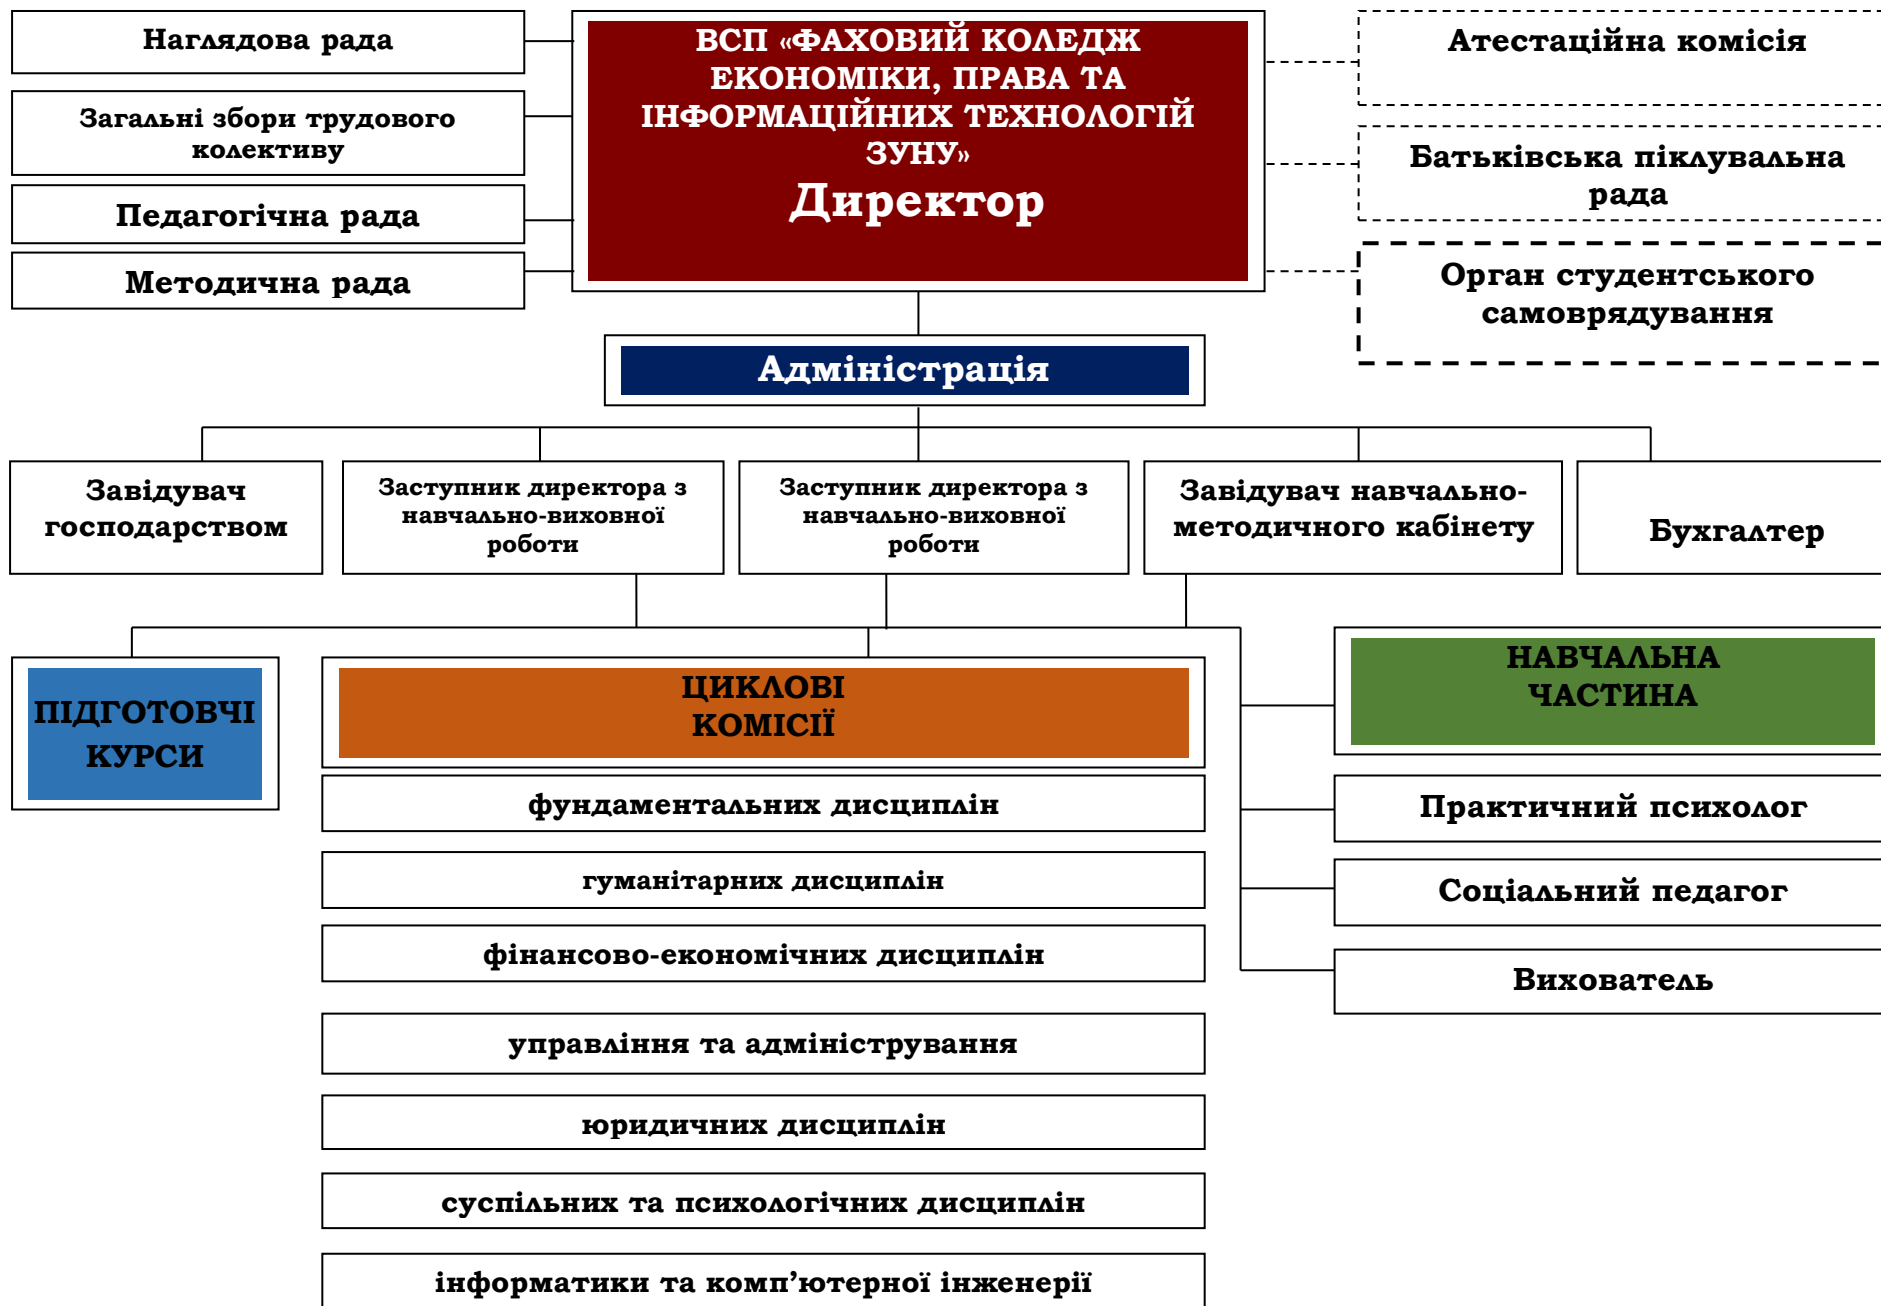 Наглядова рада
Загальні збори трудового
колективу
Педагогічна рада
Методична рада
ВСП «ФАХОВИЙ КОЛЕДЖ
ЕКОНОМІКИ, ПРАВА ТА
ІНФОРМАЦІЙНИХ ТЕХНОЛОГІЙ
ЗУНУ»
Директор
Атестаційна комісія
Батьківська піклувальна
рада
Орган студентського
самоврядування
Адміністрація
Завідувач
господарством
Заступник директора з
навчально-виховної
роботи
Заступник директора з
навчально-виховної
роботи
Завідувач навчально-
методичного кабінету
Бухгалтер
ПІДГОТОВЧІ
КУРСИ
ЦИКЛОВІ
КОМІСІЇ
фундаментальних дисциплін
гуманітарних дисциплін
фінансово-економічних дисциплін
управління та адміністрування
юридичних дисциплін
суспільних та психологічних дисциплін
інформатики та комп’ютерної інженерії
НАВЧАЛЬНА
ЧАСТИНА
Практичний психолог
Соціальний педагог
Вихователь